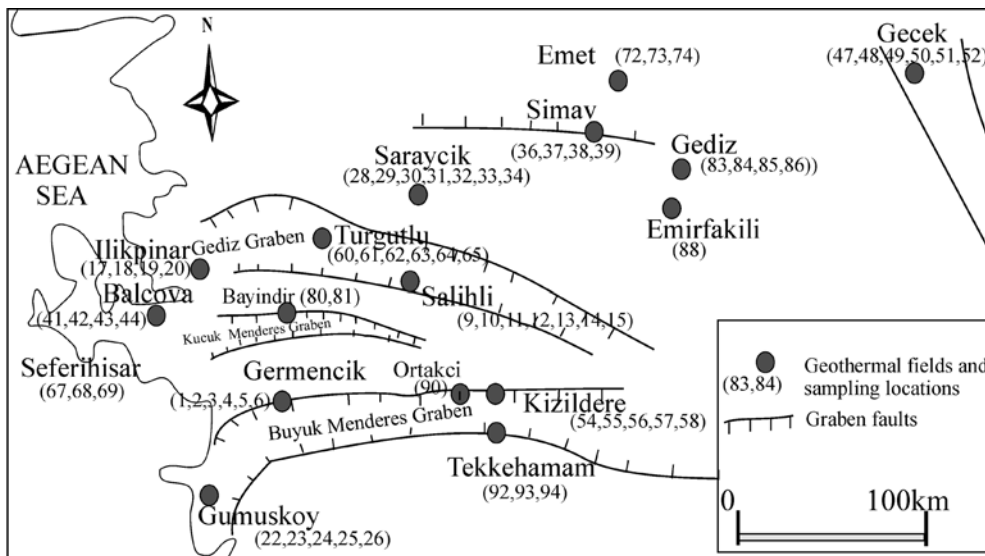 N
Gecek
(47,48,49,50,51,52)
Emet
(72,73,74)
Simav
(36,37,38,39)
Gediz
(83,84,85,86))
Saraycik
(28,29,30,31,32,33,34)
AEGEAN
SEA
Emirfakili
(88)
Ilikpinar
(17,18,19,20)
Gediz Graben
Turgutlu
(60,61,62,63,64,65)
Balcova
(41,42,43,44)
Bayindir (80,81)
Salihli
(9,10,11,12,13,14,15)
Kucuk Menderes Graben
Seferihisar
(67,68,69)
Germencik
(1,2,3,4,5,6)
Ortakci
(90)
Kizildere
(54,55,56,57,58)
Buyuk Menderes Graben
Tekkehamam
(92,93,94)
Gumuskoy
(22,23,24,25,26)
(83,84)
Geothermal fields and
sampling locations
Graben faults
0 100km